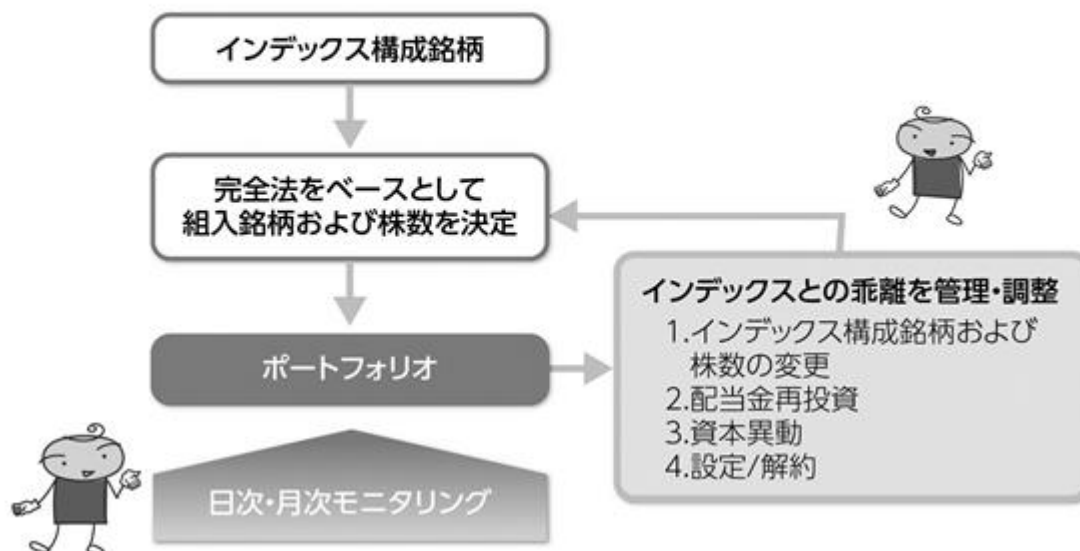 インデックス構成銘柄
完全法をベースとして
組入銘柄および株数を決定
ポートフォリオ
日次・月次モニタリング
インデックスとの乖離を管理・調整
1.インデックス構成銘柄および
株数の変更
2.配当金再投資
3.資本異動
4.設定/解約